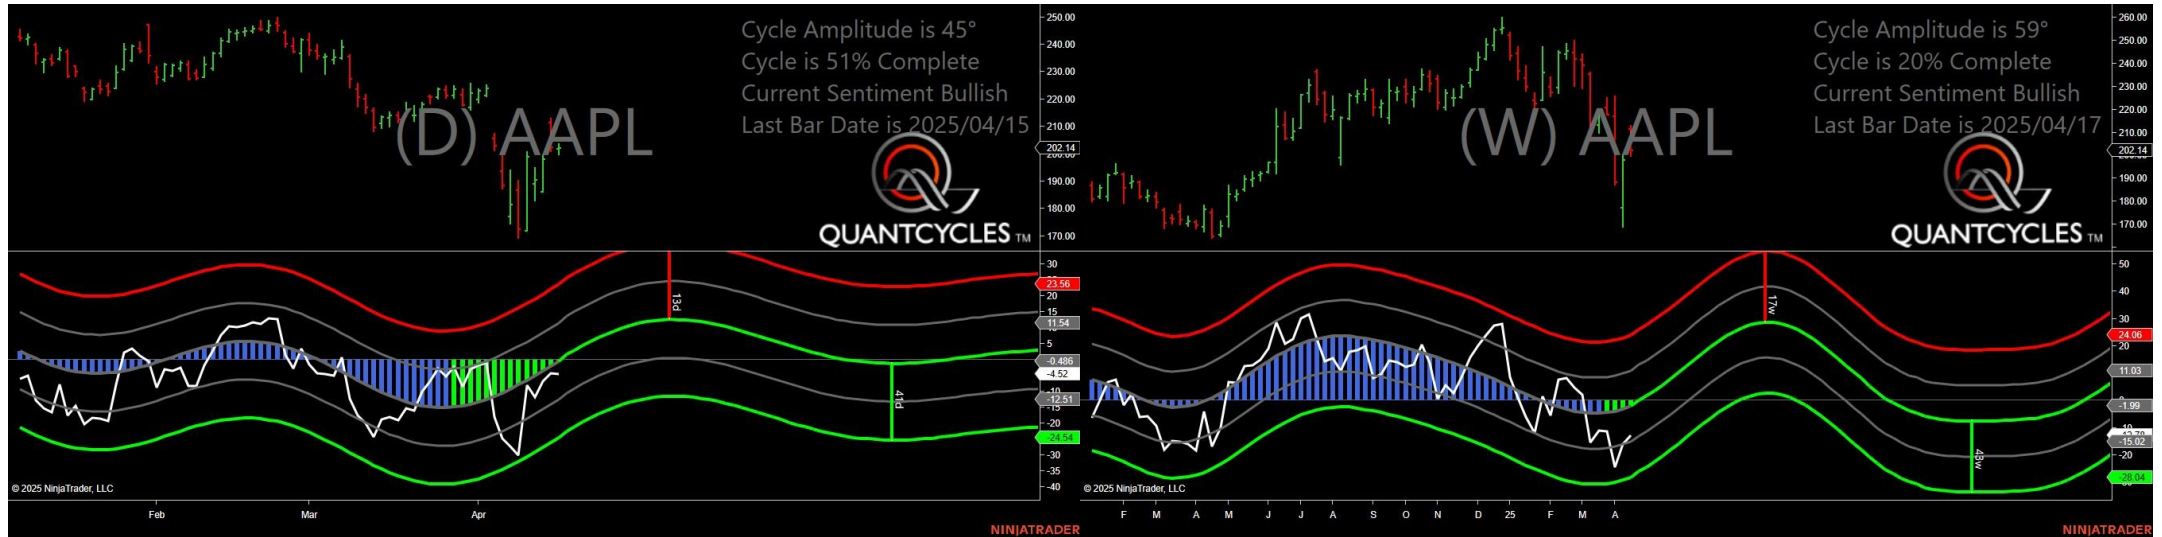 Cycle Amplitude is 45°
Cycle is 51% Complete
Current Sentiment Bullish
Last Bar Date is 2025/04/15
(D) AAPL
QUANTCYCLES TM
250.00
240.00
230.00
220.00
210.00
202.14
200.00
190.00
180.00
170.00
30
23.56
20
15
11.54
5
-0.486
-4.52
-10
-12.51
-15
-20
-24.54
-30
-35
-40
13d
41d
© 2025 NinjaTrader, LLC
Feb Mar Apr
NINJATRADER
Cycle Amplitude is 59°
Cycle is 20% Complete
Current Sentiment Bullish
Last Bar Date is 2025/04/17
(W) AAPL
QUANTCYCLES TM
260.00
250.00
240.00
230.00
220.00
210.00
202.14
190.00
180.00
170.00
50
40
30
24.06
20
11.03
-1.99
-15.02
-20
-28.04
17w
43w
© 2025 NinjaTrader, LLC
F M A M J J A S O N D 25 F M A
NINJATRADER